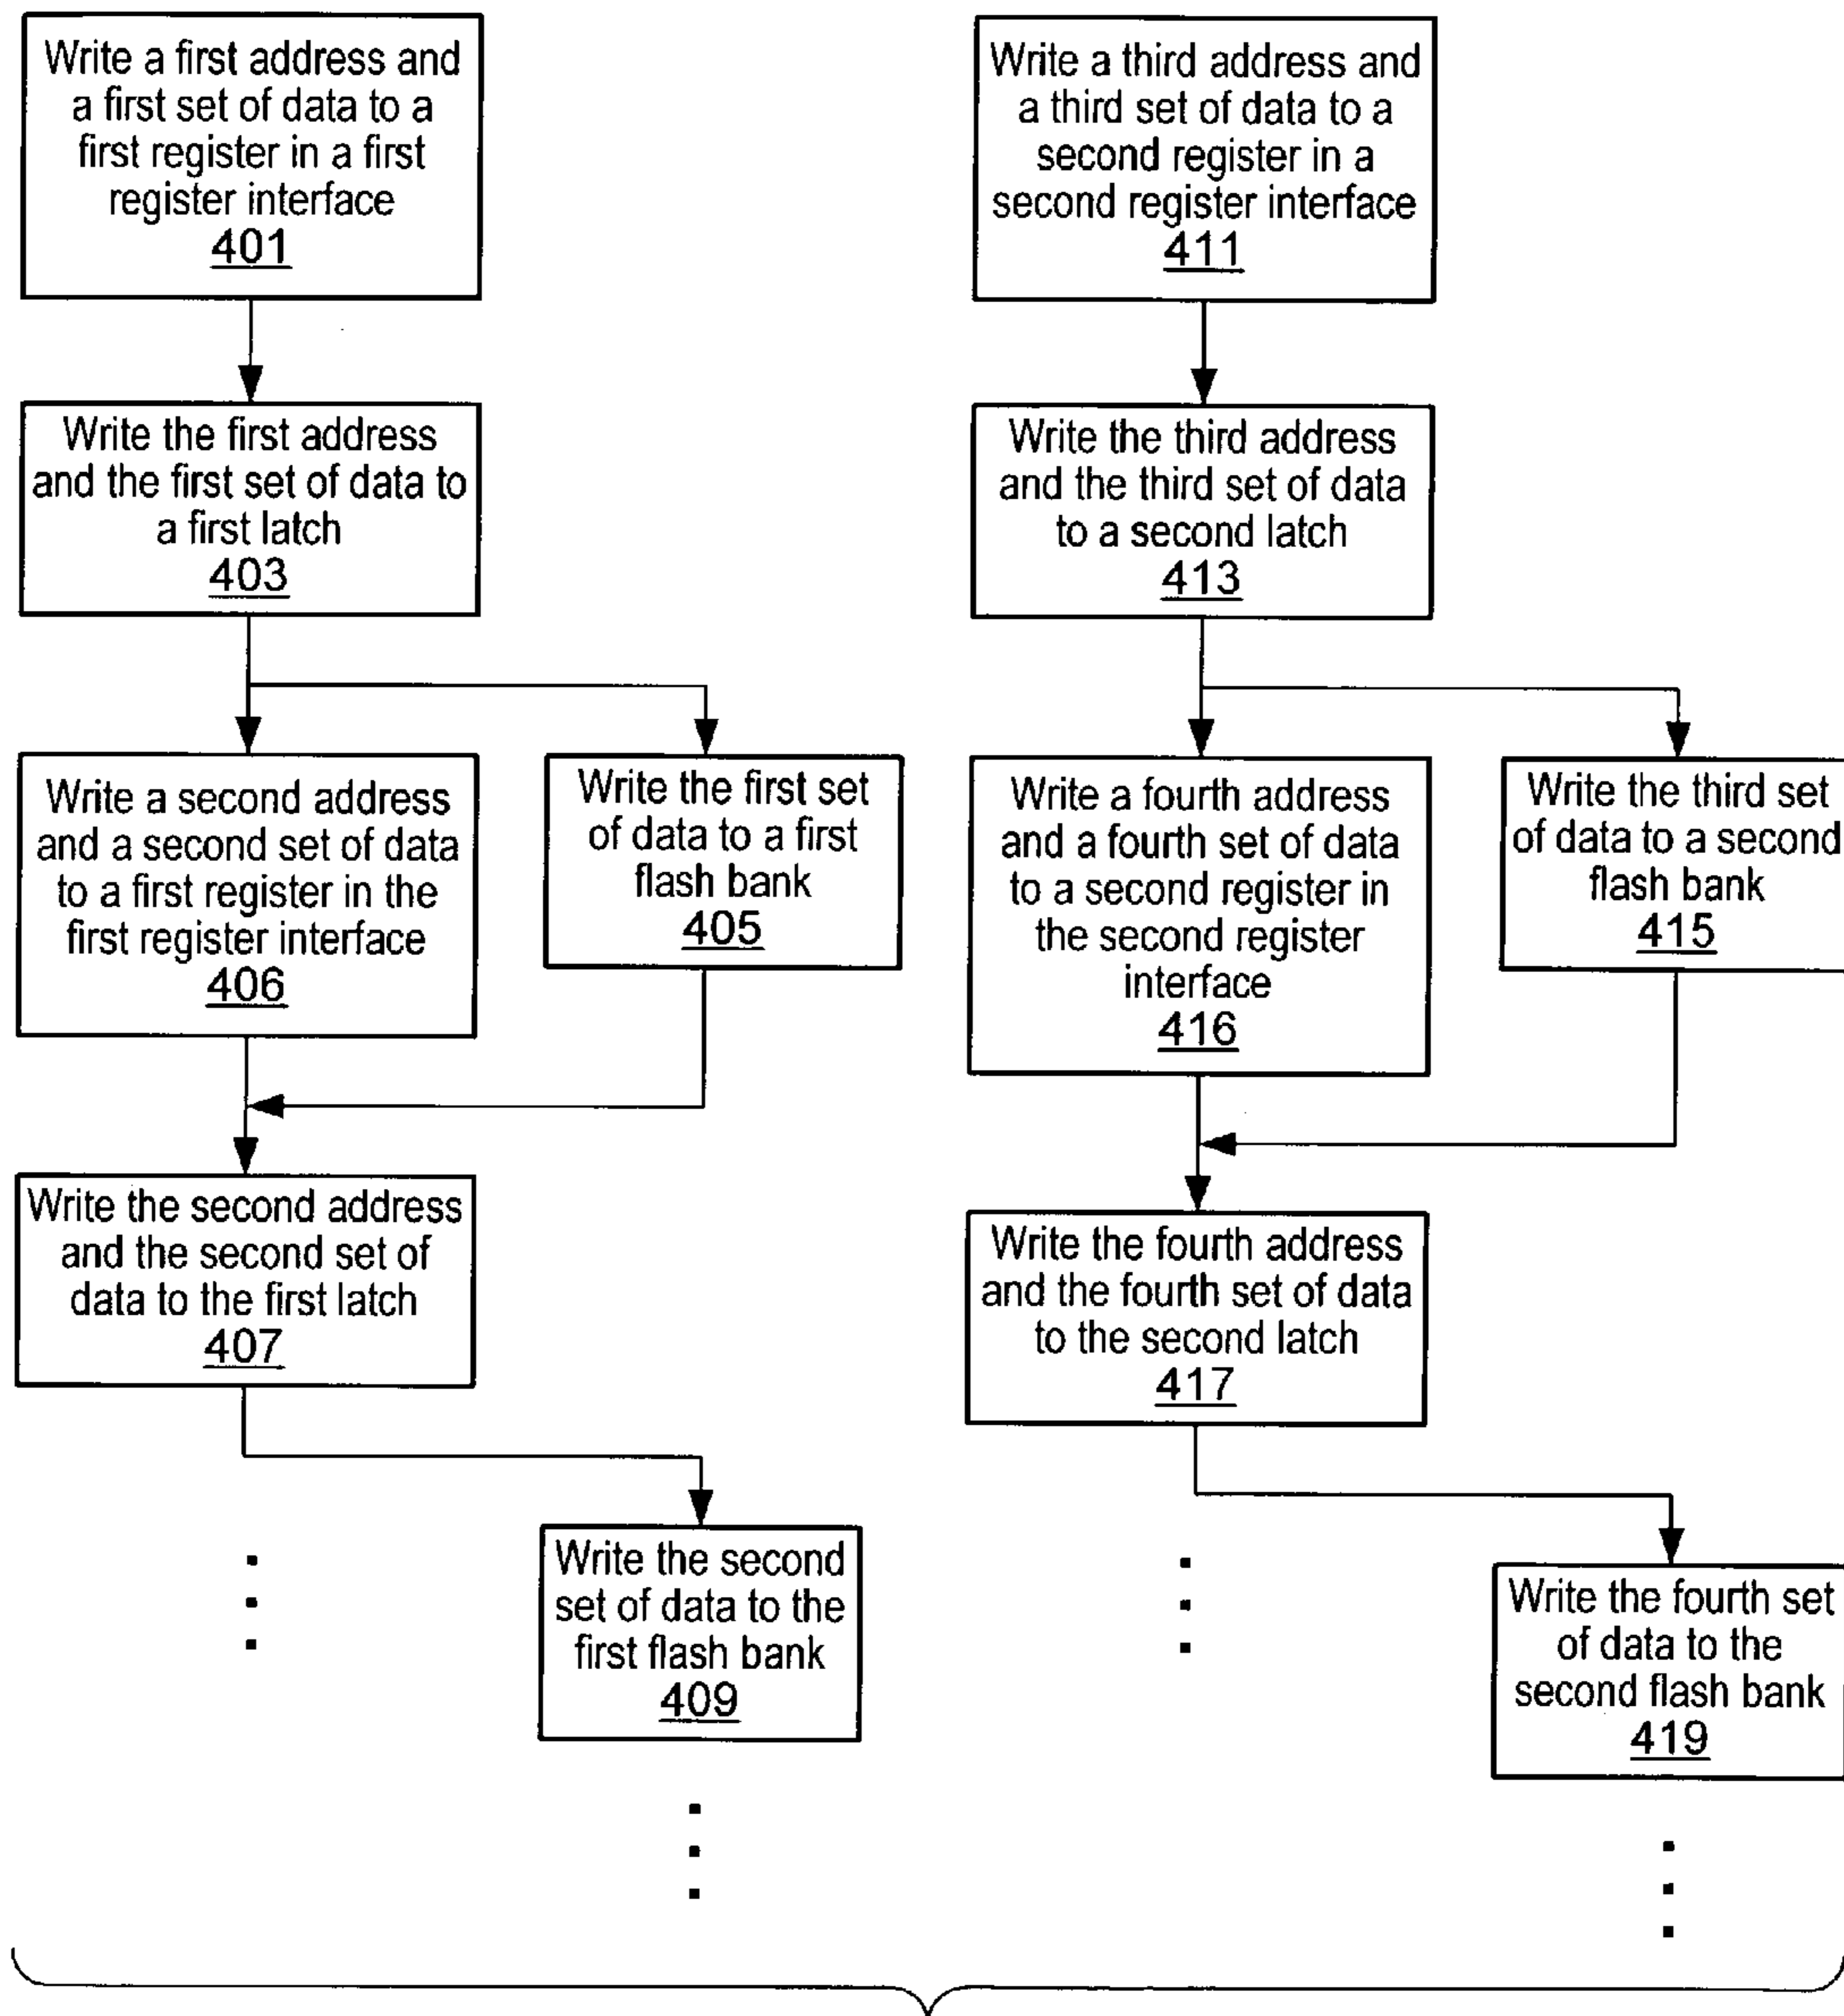 Write a first address and
a first set of data to a
first register in a first
register interface
401
Write the first address
and the first set of data to
a first latch
403
Write a second address
and a second set of data
to a first register in the
first register interface
406
Write the first set
of data to a first
flash bank
405
Write the second address
and the second set of
data to the first latch
407
Write the second
set of data to the
first flash bank
409
Write a third address and
a third set of data to a
second register in a
second register interface
411
Write the third address
and the third set of data
to a second latch
413
Write a fourth address
and a fourth set of data
to a second register in
the second register
interface
416
Write the third set
of data to a second
flash bank
415
Write the fourth address
and the fourth set of data
to the second latch
417
Write the fourth set
of data to the
second flash bank
419